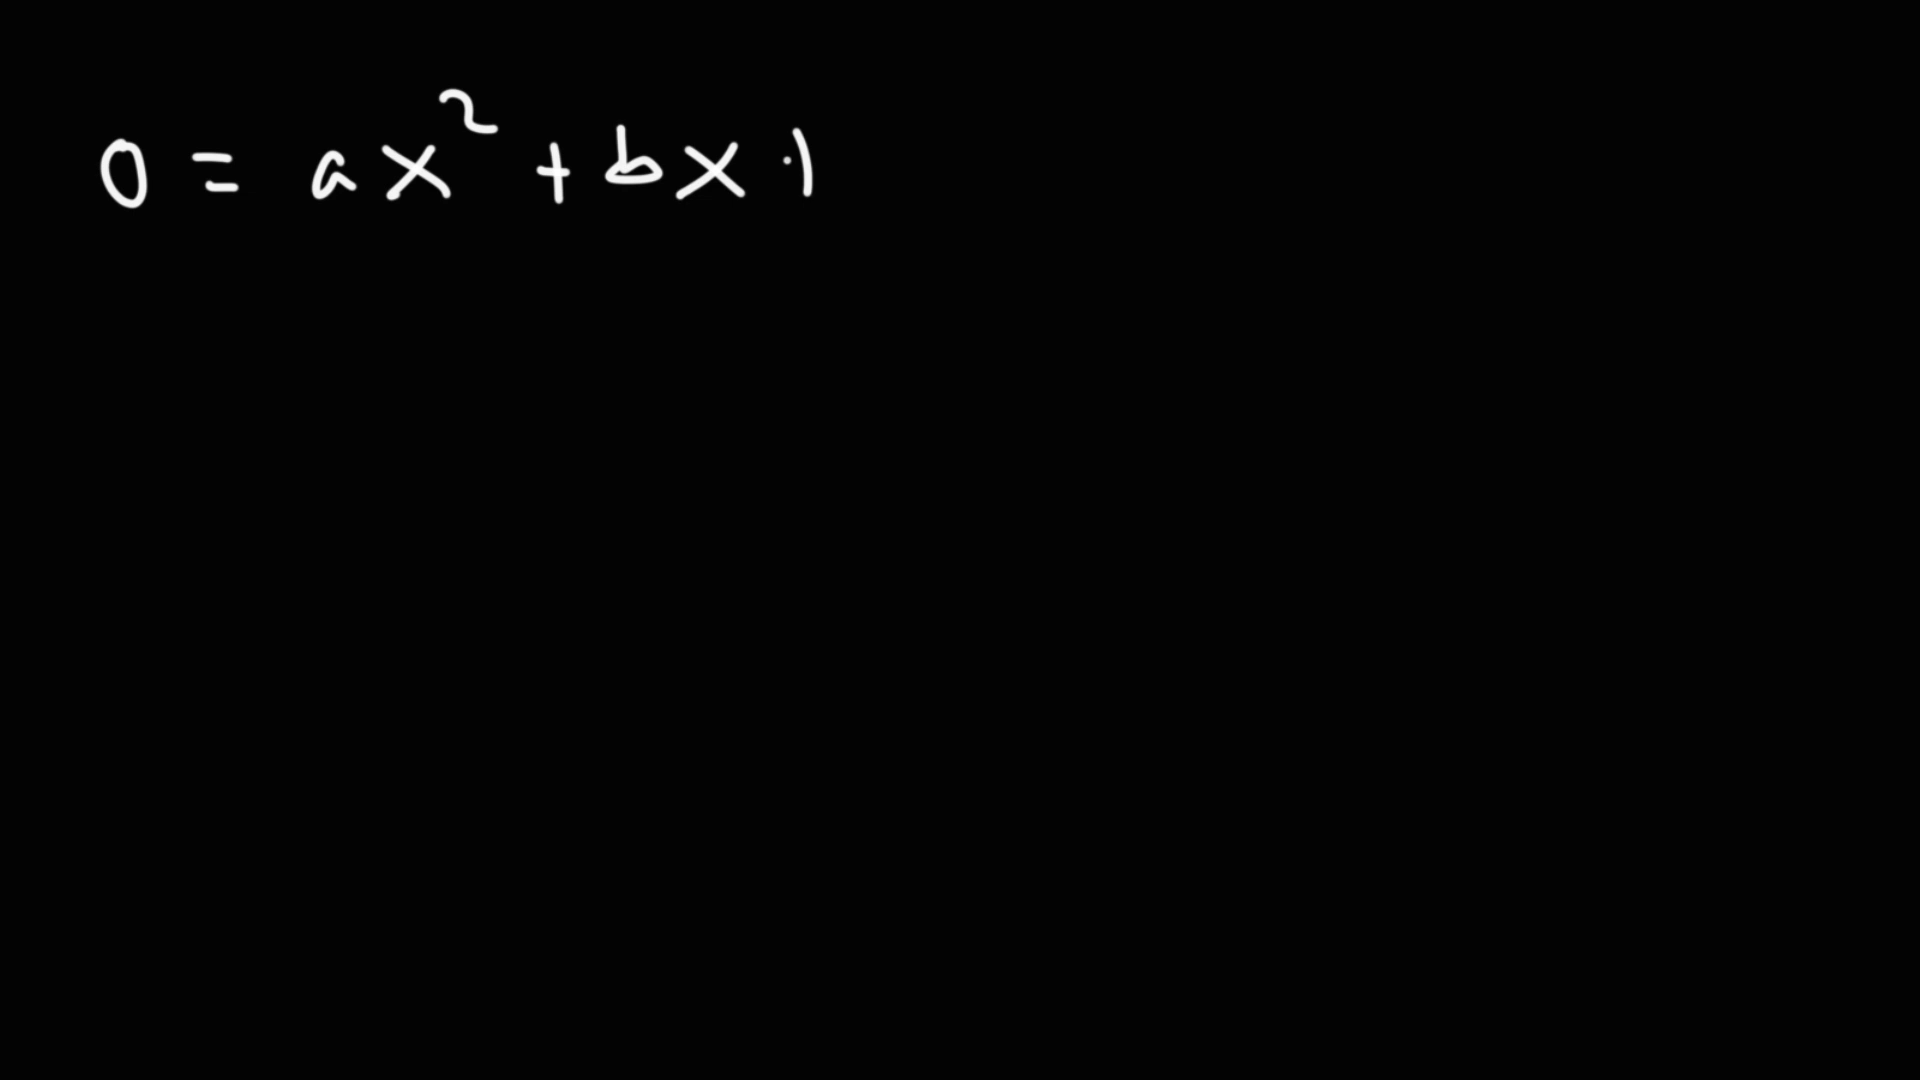 0 = ax² + bx